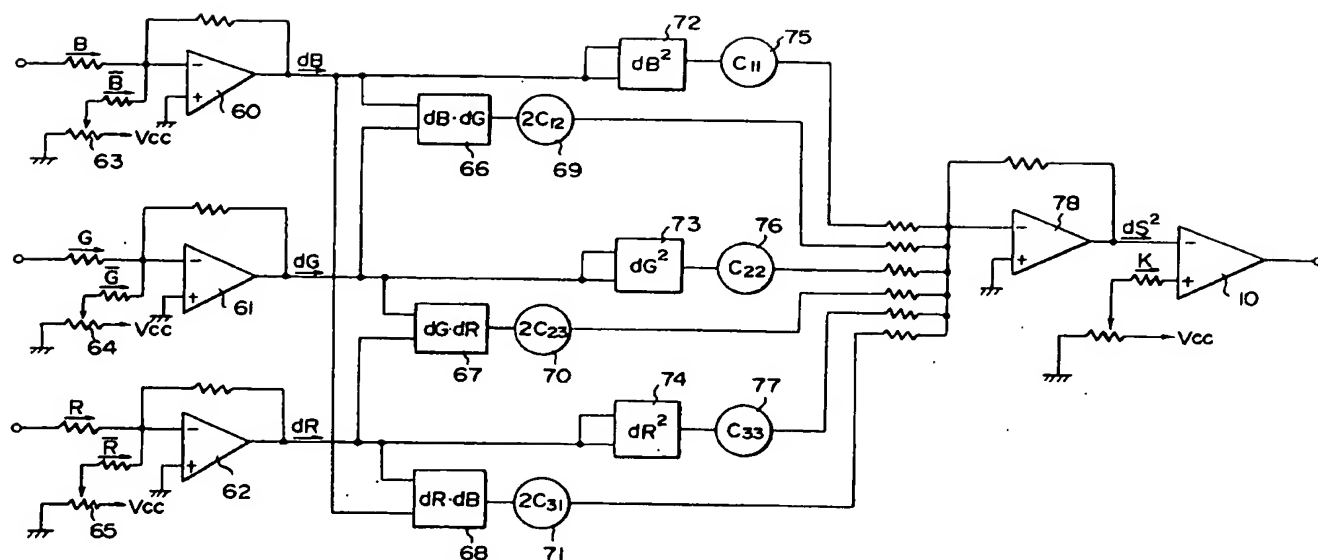 B
B̅
60
63
Vcc
dB
72
dB²
75
C11
dB·dG
66
2C12
69
G
G̅
61
64
Vcc
dG
73
dG²
76
C22
dG·dR
67
2C23
70
78
dS²
K
10
Vcc
R
R̅
62
65
Vcc
dR
74
dR²
77
C33
dR·dB
68
2C31
71